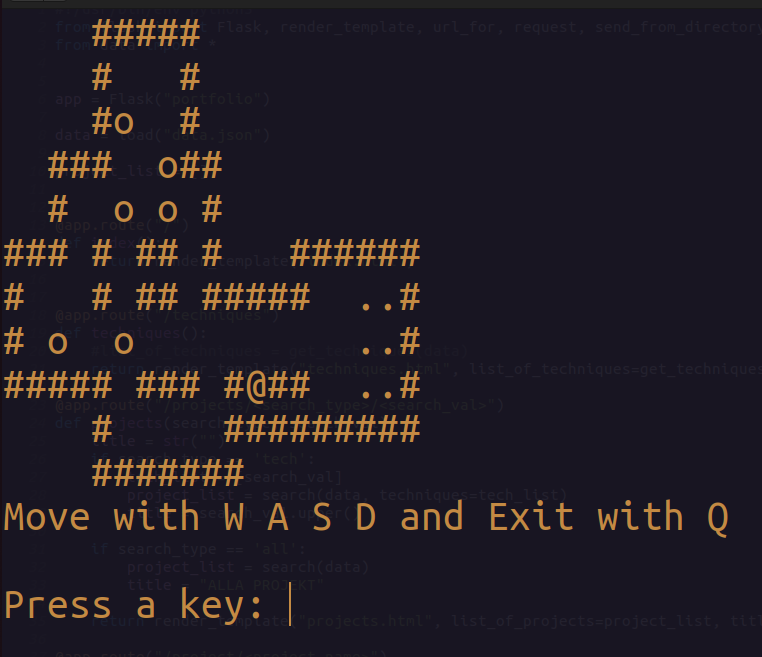 #####
    #   #
    #o  #
  ###  o##
  #  o o #
### # ## #   ######
#   # ## #####  ..#
# o  o          ..#
##### ### #@##  ..#
    #     #########
    #######
Move with W A S D and Exit with Q
Press a key: